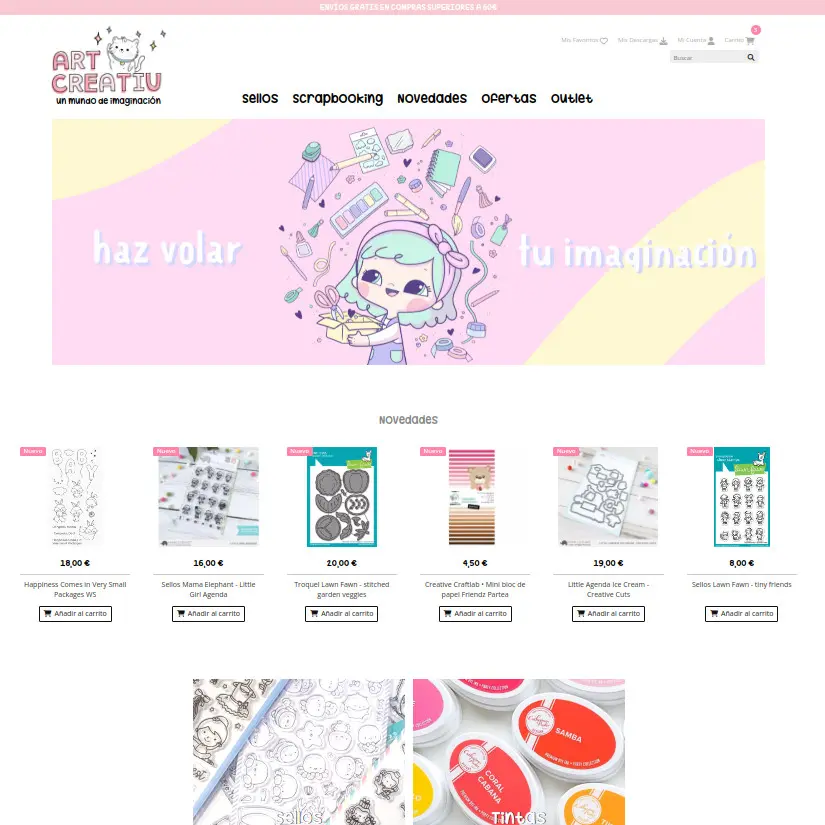 ENVÍOS GRATIS EN COMPRAS SUPERIORES A 60€
Mis Favoritos
Mis Descargas
Mi Cuenta
Carrito
Buscar
ART
CREATIU
un mundo de imaginación
Sellos
Scrapbooking
Novedades
Ofertas
Outlet
haz volar
tu imaginación
Novedades
Nuevo
Nuevo
Nuevo
Nuevo
Nuevo
Nuevo
18,00 €
16,00 €
20,00 €
4,50 €
19,00 €
8,00 €
Happiness Comes in Very Small
Packages WS
Sellos Mama Elephant - Little
Girl Agenda
Troquel Lawn Fawn - stitched
garden veggies
Creative Craftlab • Mini bloc de
papel Friendz Partea
Little Agenda Ice Cream -
Creative Cuts
Sellos Lawn Fawn - tiny friends
Añadir al carrito
Añadir al carrito
Añadir al carrito
Añadir al carrito
Añadir al carrito
Añadir al carrito
SAMBA
CORAL
CABANA
Sellos
Tintas